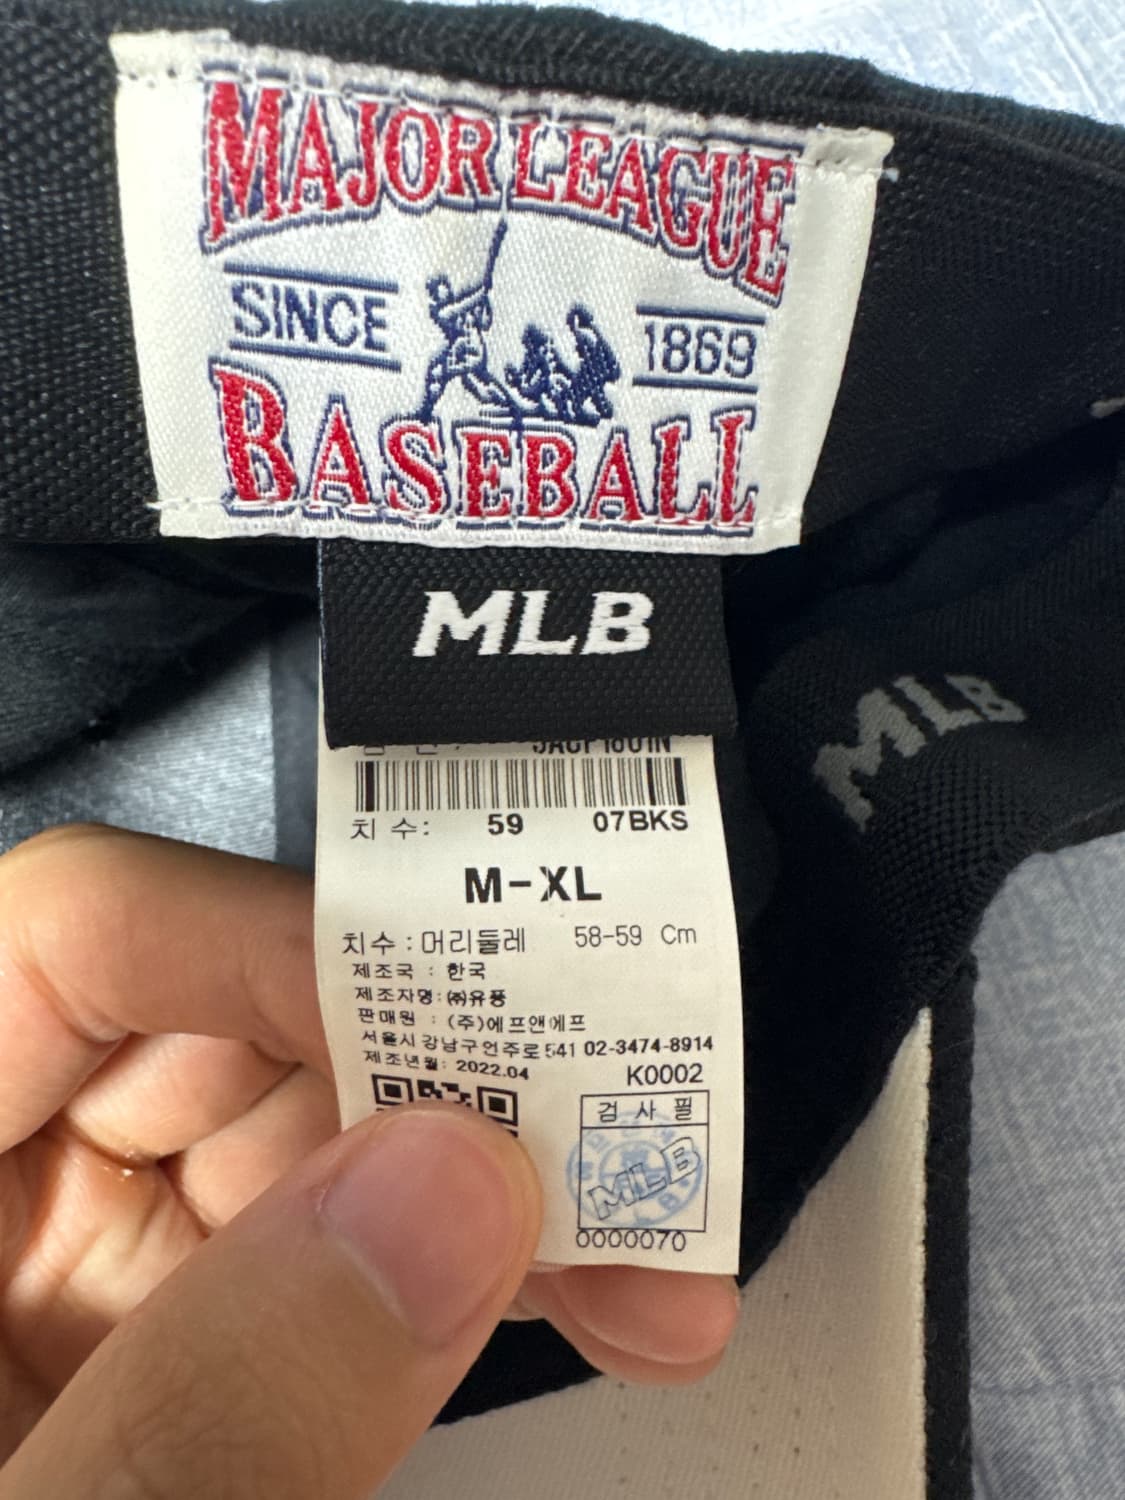 MAJOR LEAGUE
SINCE 1869
BASEBALL
MLB
MLB
치 수: 59 07BKS
M-XL
치수 : 머리둘레 58-59 Cm
제조국 : 한국
제조자명 : ㈜유풍
판매원 : (주)에프앤에프
서울시 강남구 언주로 541 02-3474-8914
제조년월: 2022.04
K0002
검 사 필
MLB
0000070